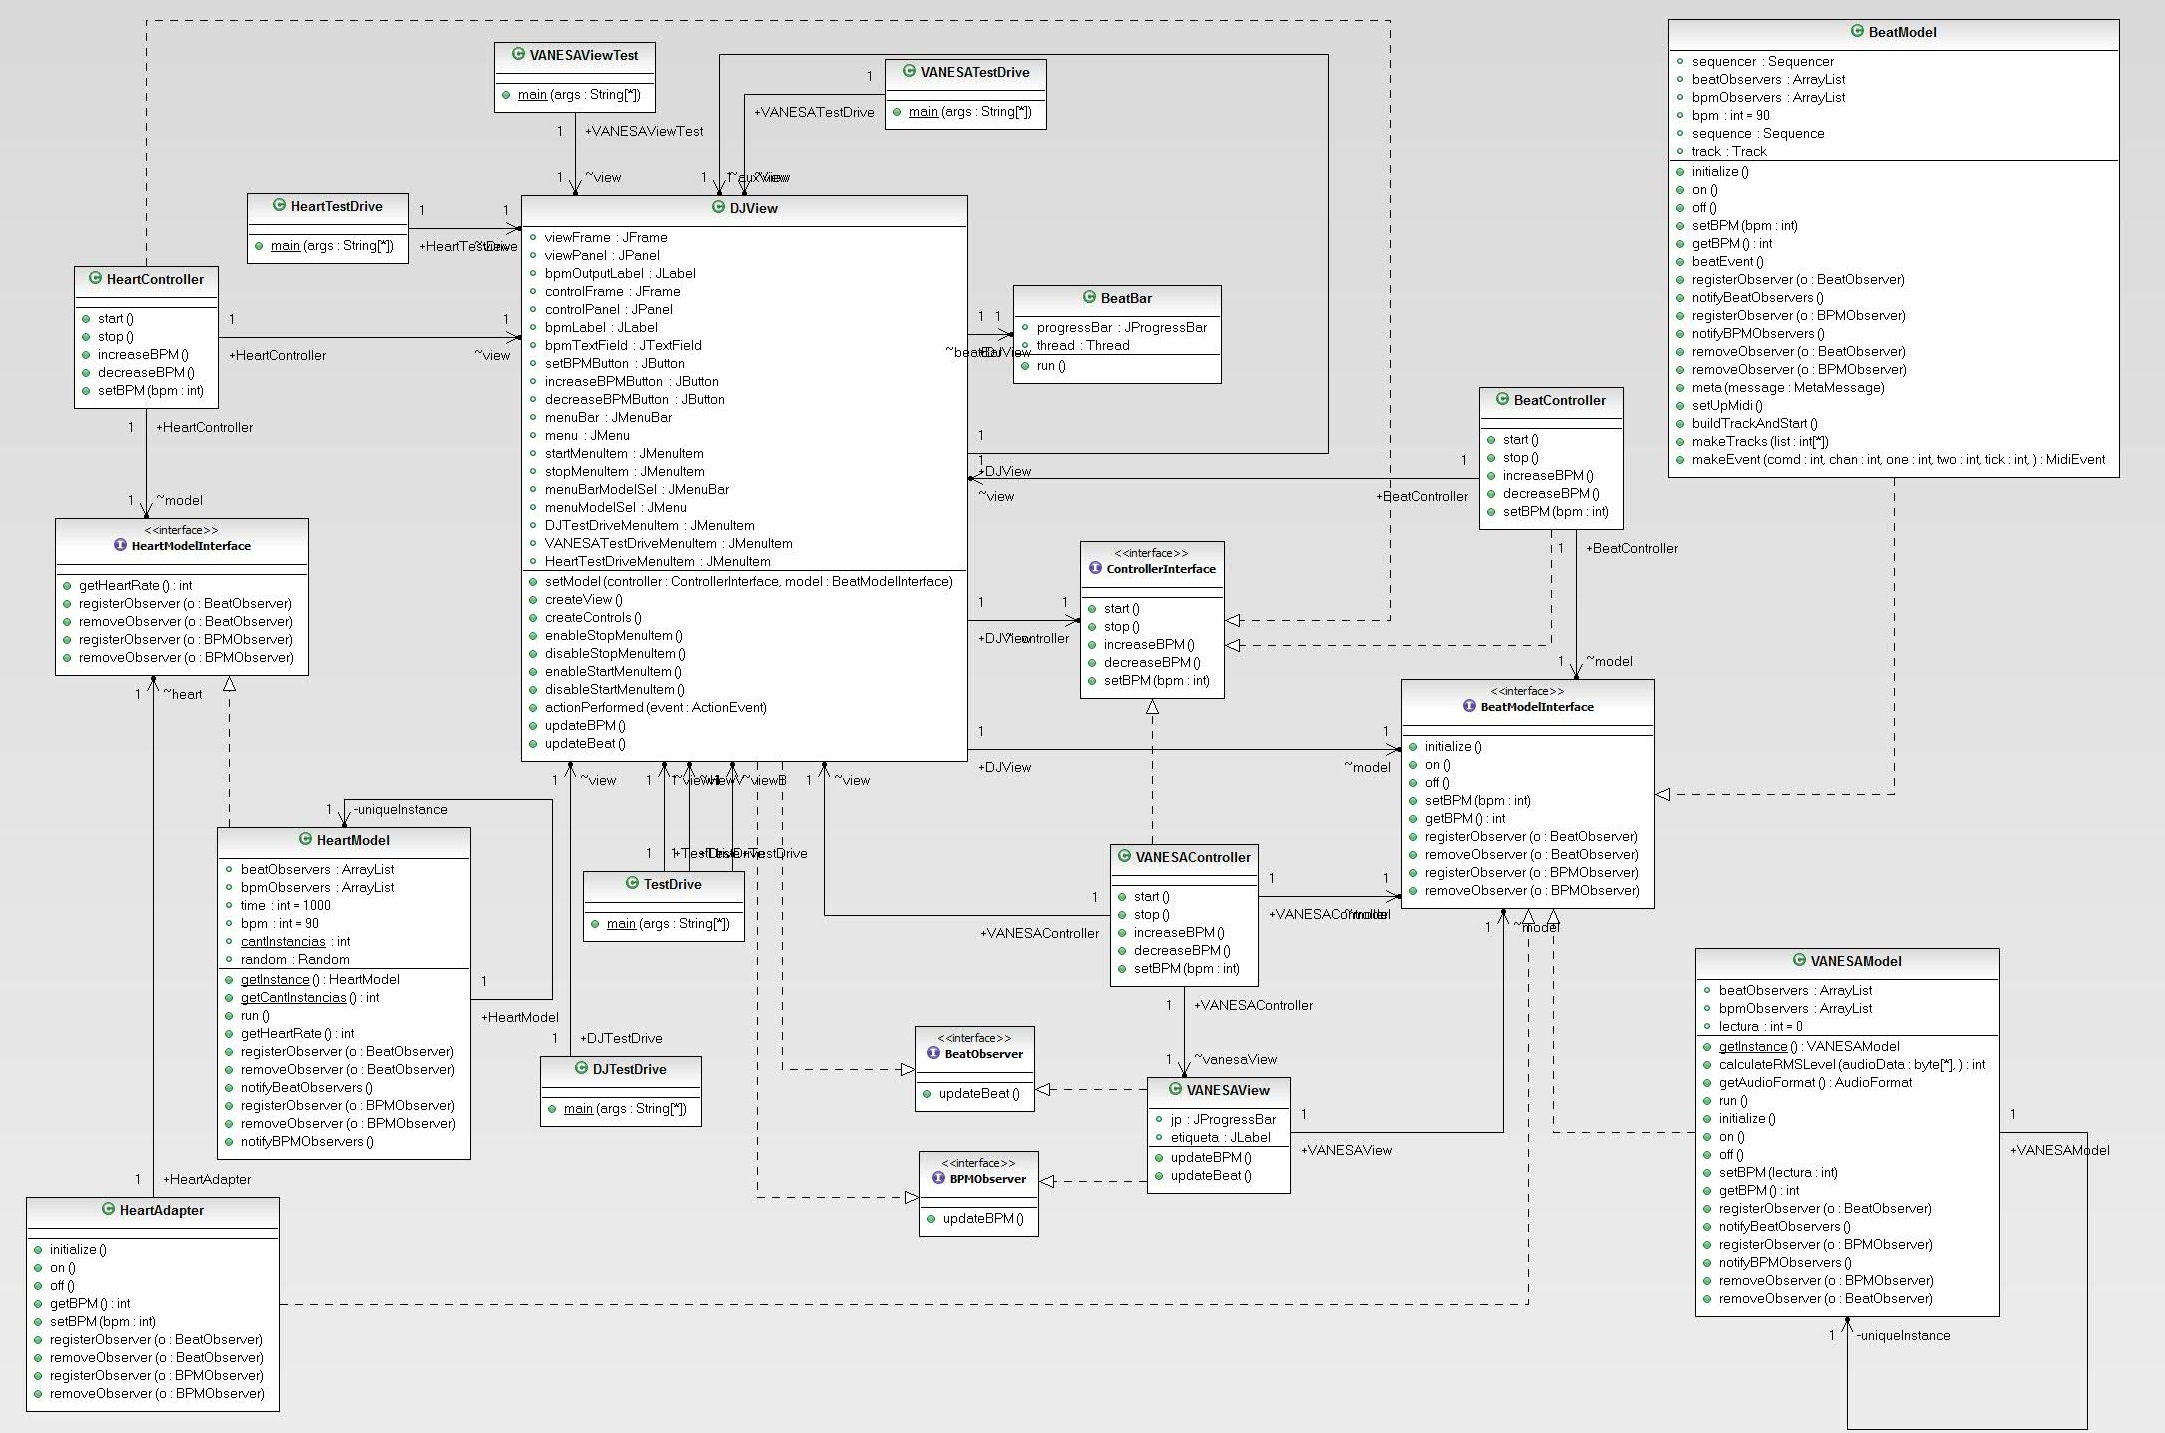 VANESAViewTest
main (args : String[*])
1
+VANESAViewTest
1
~view
VANESATestDrive
main (args : String[*])
1
+VANESATestDrive
1
BeatModel
sequencer : Sequencer
beatObservers : ArrayList
bpmObservers : ArrayList
bpm : int = 90
sequence : Sequence
track : Track
initialize ()
on ()
off ()
setBPM (bpm : int)
getBPM () : int
beatEvent ()
registerObserver (o : BeatObserver)
notifyBeatObservers ()
registerObserver (o : BPMObserver)
notifyBPMObservers ()
removeObserver (o : BeatObserver)
removeObserver (o : BPMObserver)
meta (message : MetaMessage)
setUpMidi ()
buildTrackAndStart ()
makeTracks (list : int[*])
makeEvent (comd : int, chan : int, one : int, two : int, tick : int, ) : MidiEvent
HeartTestDrive
main (args : String[*])
1
1
HeartController
start ()
stop ()
increaseBPM ()
decreaseBPM ()
setBPM (bpm : int)
1
+HeartController
1
~view
1
+HeartController
1
~model
DJView
viewFrame : JFrame
viewPanel : JPanel
bpmOutputLabel : JLabel
controlFrame : JFrame
controlPanel : JPanel
bpmLabel : JLabel
bpmTextField : JTextField
setBPMButton : JButton
increaseBPMButton : JButton
decreaseBPMButton : JButton
menuBar : JMenuBar
menu : JMenu
startMenuItem : JMenuItem
stopMenuItem : JMenuItem
menuBarModelSel : JMenuBar
menuModelSel : JMenu
DJTestDriveMenuItem : JMenuItem
VANESATestDriveMenuItem : JMenuItem
HeartTestDriveMenuItem : JMenuItem
setModel (controller : ControllerInterface, model : BeatModelInterface)
createView ()
createControls ()
enableStopMenuItem ()
disableStopMenuItem ()
enableStartMenuItem ()
disableStartMenuItem ()
actionPerformed (event : ActionEvent)
updateBPM ()
updateBeat ()
1
1
BeatBar
progressBar : JProgressBar
thread : Thread
run ()
1
1
+DJView
~view
BeatController
start ()
stop ()
increaseBPM ()
decreaseBPM ()
setBPM (bpm : int)
1
+BeatController
1
+BeatController
1
~model
<<interface>>
HeartModelInterface
getHeartRate () : int
registerObserver (o : BeatObserver)
removeObserver (o : BeatObserver)
registerObserver (o : BPMObserver)
removeObserver (o : BPMObserver)
1
~heart
<<interface>>
ControllerInterface
start ()
stop ()
increaseBPM ()
decreaseBPM ()
setBPM (bpm : int)
1
1
1
+DJView
1
~model
<<interface>>
BeatModelInterface
initialize ()
on ()
off ()
setBPM (bpm : int)
getBPM () : int
registerObserver (o : BeatObserver)
removeObserver (o : BeatObserver)
registerObserver (o : BPMObserver)
removeObserver (o : BPMObserver)
1
~view
1
1
~view
1
-uniqueInstance
HeartModel
beatObservers : ArrayList
bpmObservers : ArrayList
time : int = 1000
bpm : int = 90
cantInstancias : int
random : Random
getInstance () : HeartModel
getCantInstancias () : int
run ()
getHeartRate () : int
registerObserver (o : BeatObserver)
removeObserver (o : BeatObserver)
notifyBeatObservers ()
registerObserver (o : BPMObserver)
removeObserver (o : BPMObserver)
notifyBPMObservers ()
1
+HeartModel
1
TestDrive
main (args : String[*])
1
+DJTestDrive
DJTestDrive
main (args : String[*])
VANESAController
start ()
stop ()
increaseBPM ()
decreaseBPM ()
setBPM (bpm : int)
1
+VANESAController
1
1
1
~model
1
+VANESAController
1
~vanesaView
<<interface>>
BeatObserver
updateBeat ()
VANESAView
jp : JProgressBar
etiqueta : JLabel
updateBPM ()
updateBeat ()
1
+VANESAView
<<interface>>
BPMObserver
updateBPM ()
VANESAModel
beatObservers : ArrayList
bpmObservers : ArrayList
lectura : int = 0
getInstance () : VANESAModel
calculateRMSLevel (audioData : byte[*], ) : int
getAudioFormat () : AudioFormat
run ()
initialize ()
on ()
off ()
setBPM (lectura : int)
getBPM () : int
registerObserver (o : BeatObserver)
notifyBeatObservers ()
registerObserver (o : BPMObserver)
notifyBPMObservers ()
removeObserver (o : BPMObserver)
removeObserver (o : BeatObserver)
1
+VANESAModel
1
-uniqueInstance
1
+HeartAdapter
HeartAdapter
initialize ()
on ()
off ()
getBPM () : int
setBPM (bpm : int)
registerObserver (o : BeatObserver)
removeObserver (o : BeatObserver)
registerObserver (o : BPMObserver)
removeObserver (o : BPMObserver)